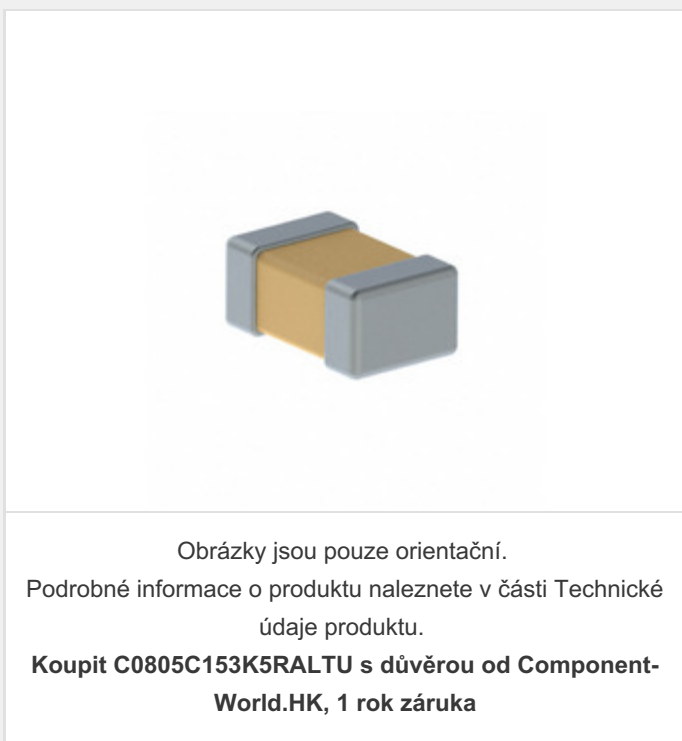 Obrázky jsou pouze orientační.
Podrobné informace o produktu naleznete v části Technické
údaje produktu.
Koupit C0805C153K5RALTU s důvěrou od Component-
World.HK, 1 rok záruka